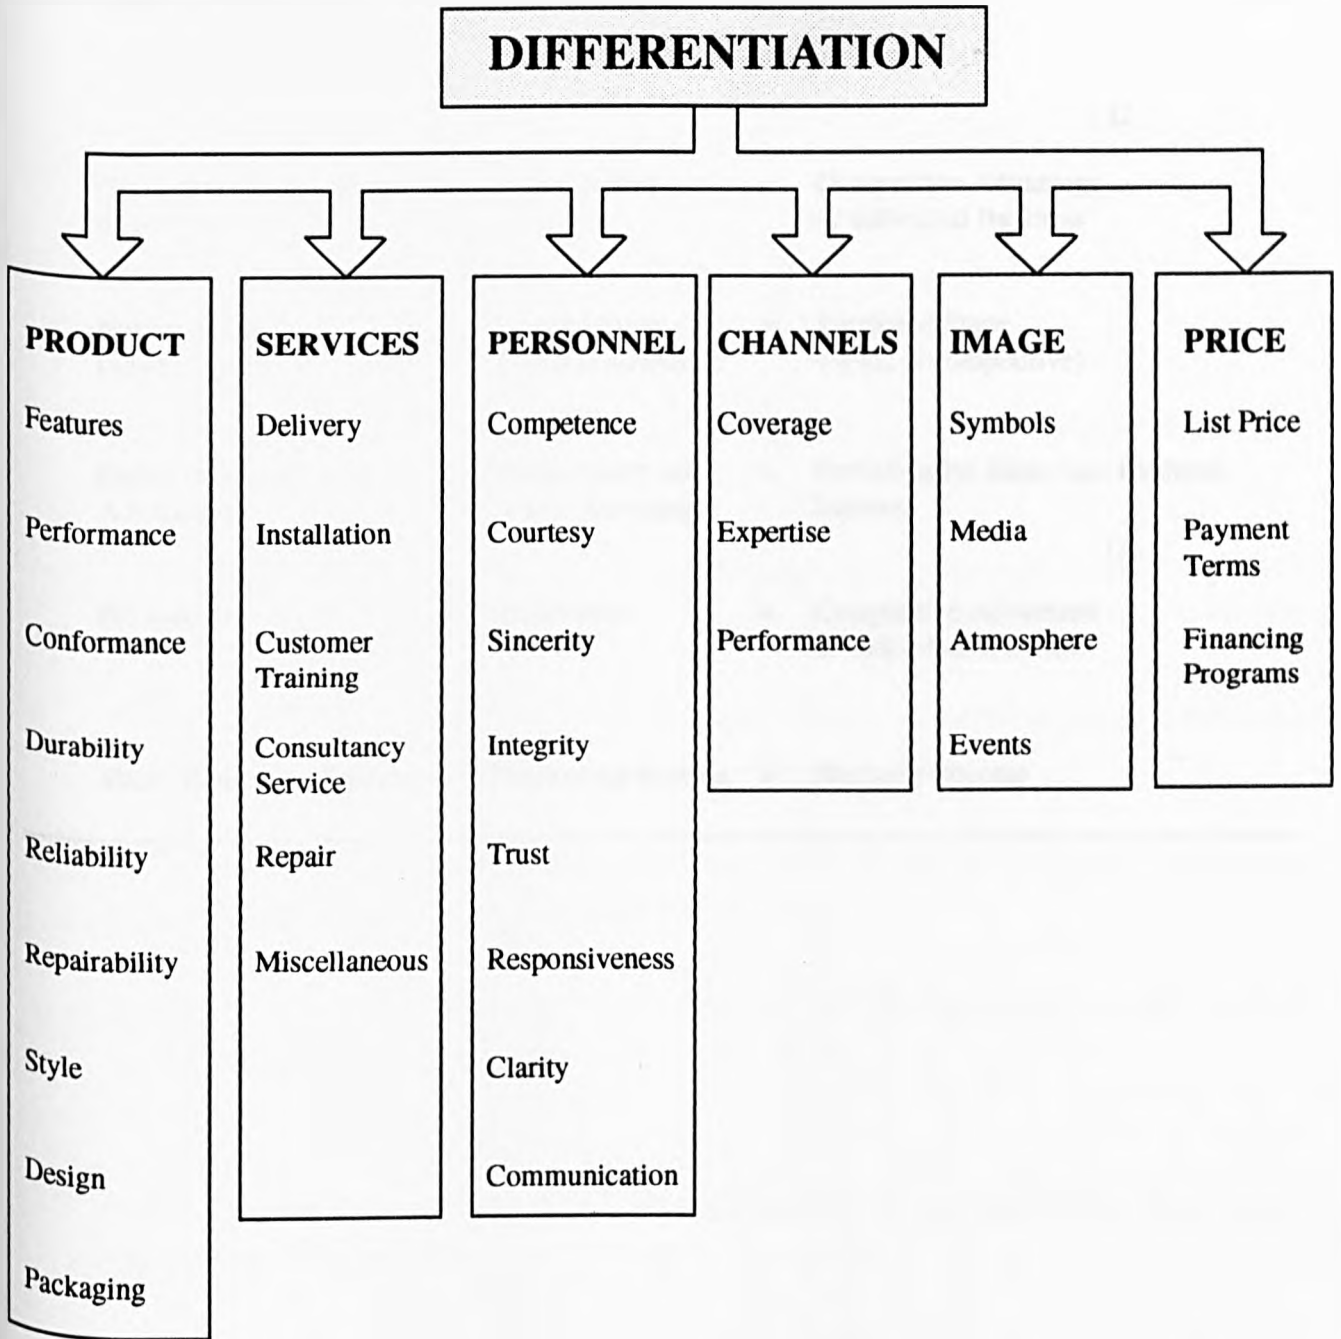 DIFFERENTIATION
PRODUCT
Features
Performance
Conformance
Durability
Reliability
Repairability
Style
Design
Packaging
SERVICES
Delivery
Installation
Customer
Training
Consultancy
Service
Repair
Miscellaneous
PERSONNEL
Competence
Courtesy
Sincerity
Integrity
Trust
Responsiveness
Clarity
Communication
CHANNELS
Coverage
Expertise
Performance
IMAGE
Symbols
Media
Atmosphere
Events
PRICE
List Price
Payment
Terms
Financing
Programs